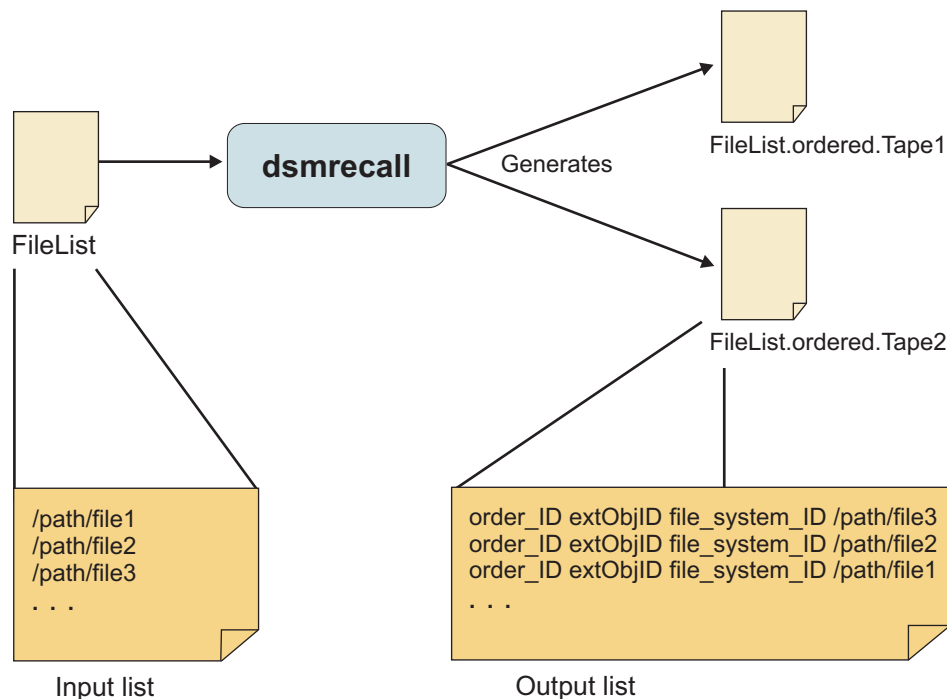 FileList
dsmrecall
Generates
FileList.ordered.Tape1
FileList.ordered.Tape2
/path/file1
/path/file2
/path/file3
. . .
Input list
order_ID extObjID file_system_ID /path/file3
order_ID extObjID file_system_ID /path/file2
order_ID extObjID file_system_ID /path/file1
. . .
Output list